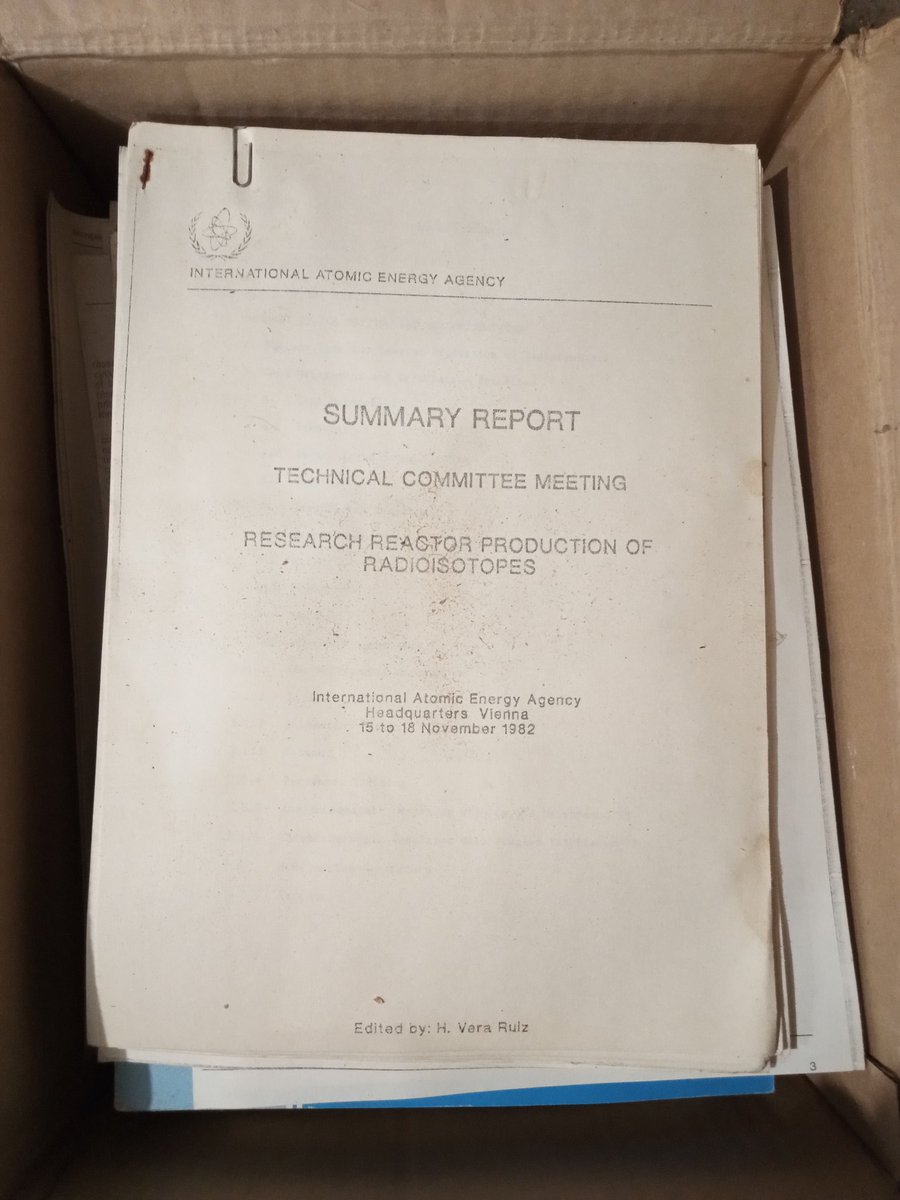 INTERNATIONAL ATOMIC ENERGY AGENCY
SUMMARY REPORT
TECHNICAL COMMITTEE MEETING
RESEARCH REACTOR PRODUCTION OF
RADIOISOTOPES
International Atomic Energy Agency
Headquarters Vienna
15 to 18 November 1982
Edited by: H. Vera Ruiz
3